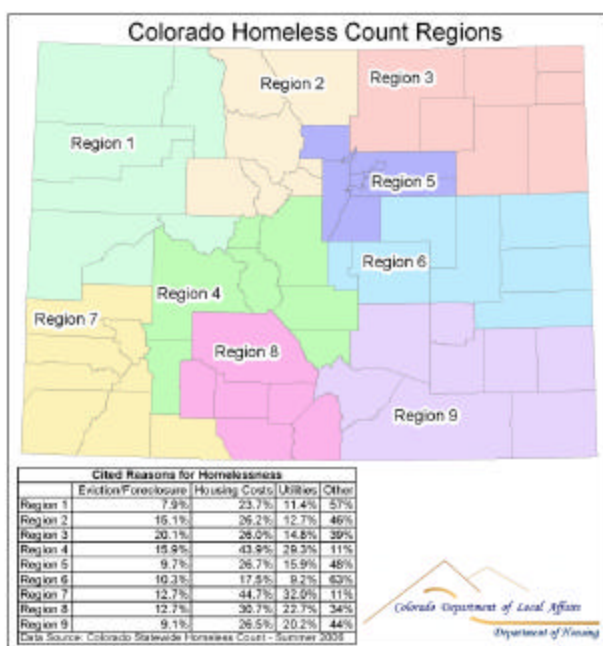 Colorado Homeless Count Regions
Region 2
Region 3
Region 1
Region 5
Region 6
Region 4
Region 7
Region 8
Region 9
Cited Reasons for Homelessness
Eviction/Foreclosure Housing Costs Utilities Other
Region 1 7.9% 23.7% 11.4% 57%
Region 2 15.1% 26.2% 12.7% 46%
Region 3 20.1% 26.0% 14.8% 39%
Region 4 15.9% 43.9% 29.3% 11%
Region 5 9.7% 26.7% 15.9% 48%
Region 6 10.3% 17.5% 9.2% 63%
Region 7 12.7% 44.7% 32.0% 11%
Region 8 12.7% 30.7% 22.7% 34%
Region 9 9.1% 26.5% 20.2% 44%
Data Source: Colorado Statewide Homeless Count - Summer 2006
Colorado Department of Local Affairs
Department of Housing